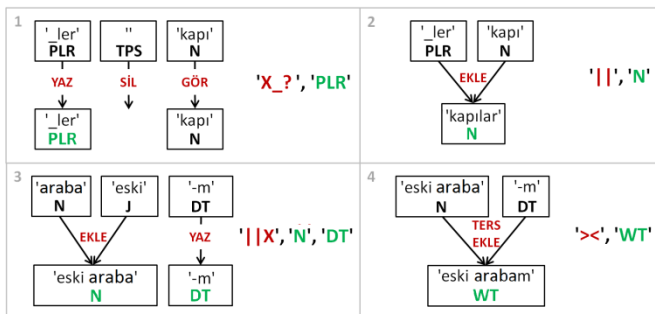 1
'_ler' '' 'kapı'
PLR TPS N
YAZ SİL GÖR
'X_?', 'PLR'
'_ler' 'kapı'
PLR N
2
'_ler' 'kapı'
PLR N
EKLE
'||', 'N'
'kapılar'
N
3
'araba' 'eski' '-m'
N J DT
EKLE YAZ
'||X', 'N', 'DT'
'eski araba' '-m'
N DT
4
'eski araba' '-m'
N DT
TERS
EKLE
'><', 'WT'
'eski arabam'
WT